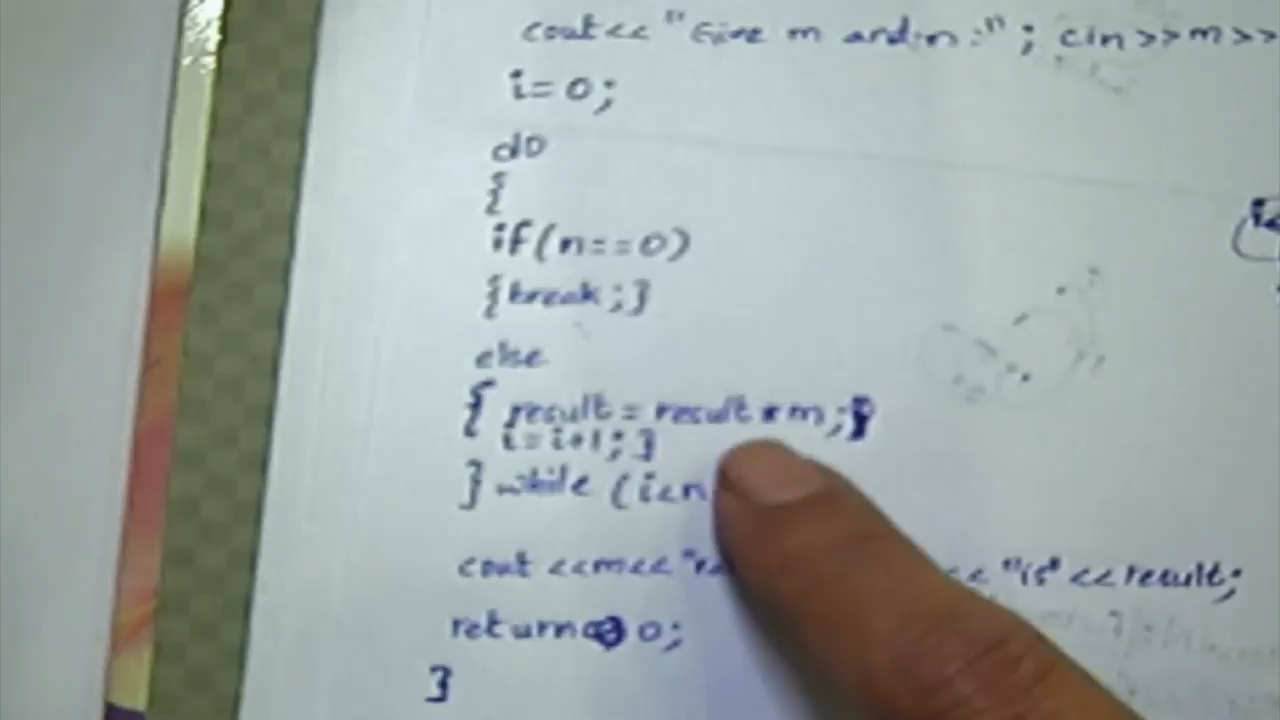 cout<< "Give m and n:"; cin>>m>>
i=0;
do
{
if(n==0)
{break;}
else
{ result = result*m;
i=i+1;}
} while (i<n
cout <<m<< << "is" <<result;
return 0;
}